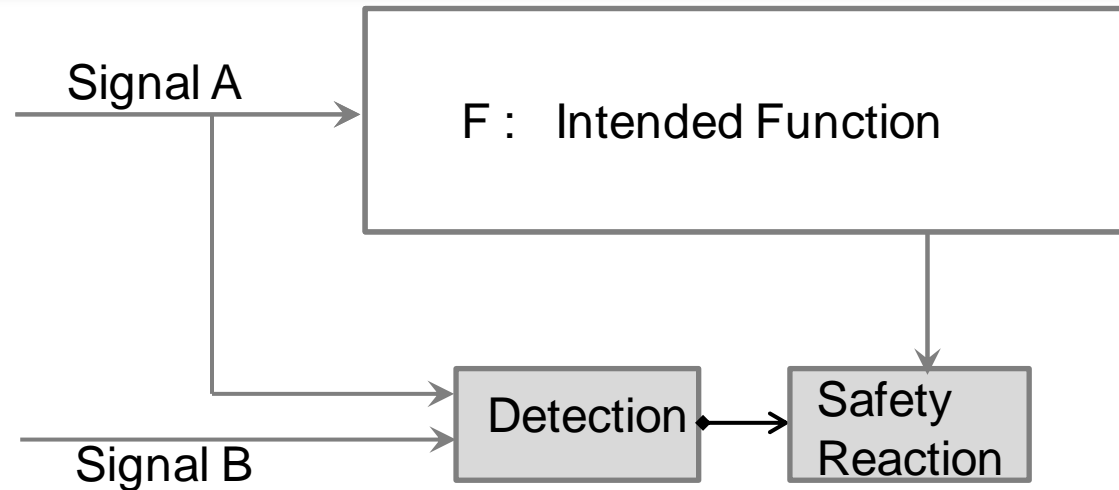 Signal A
F : Intended Function
Detection
Safety
Reaction
Signal B